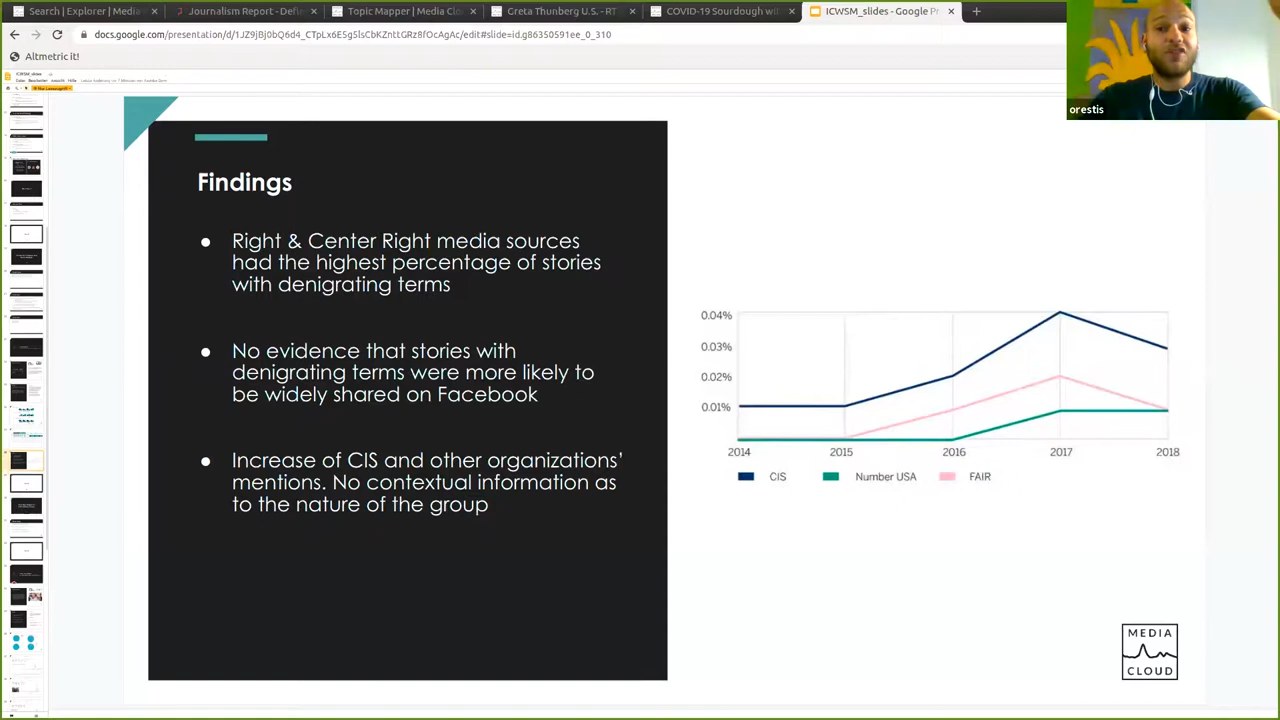 Search | Explorer | Media
Journalism Report - Defin
Topic Mapper | Media Clo
Greta Thunberg U.S. - RT
COVID-19 Sourdough wi
ICWSM_slides - Google Pr
docs.google.com/presentation/d/1JZ9jBj0bQ6d4_CTpLx6E5g5lsCbKZnttGRz8fOcAgAc/edit#slide=id.g86350591ee_0_310
Altmetric it!
ICWSM_slides
orestis
Findings
● Right & Center Right media sources
had the highest percentage of stories
with denigrating terms
● No evidence that stories with
denigrating terms were more likely to
be widely shared on Facebook
● Increase of CIS and other organizations’
mentions. No contextual information as
to the nature of the group
0.04%
0.03%
0.02%
0.01%
2014 2015 2016 2017 2018
CIS Number USA FAIR
MEDIA
CLOUD